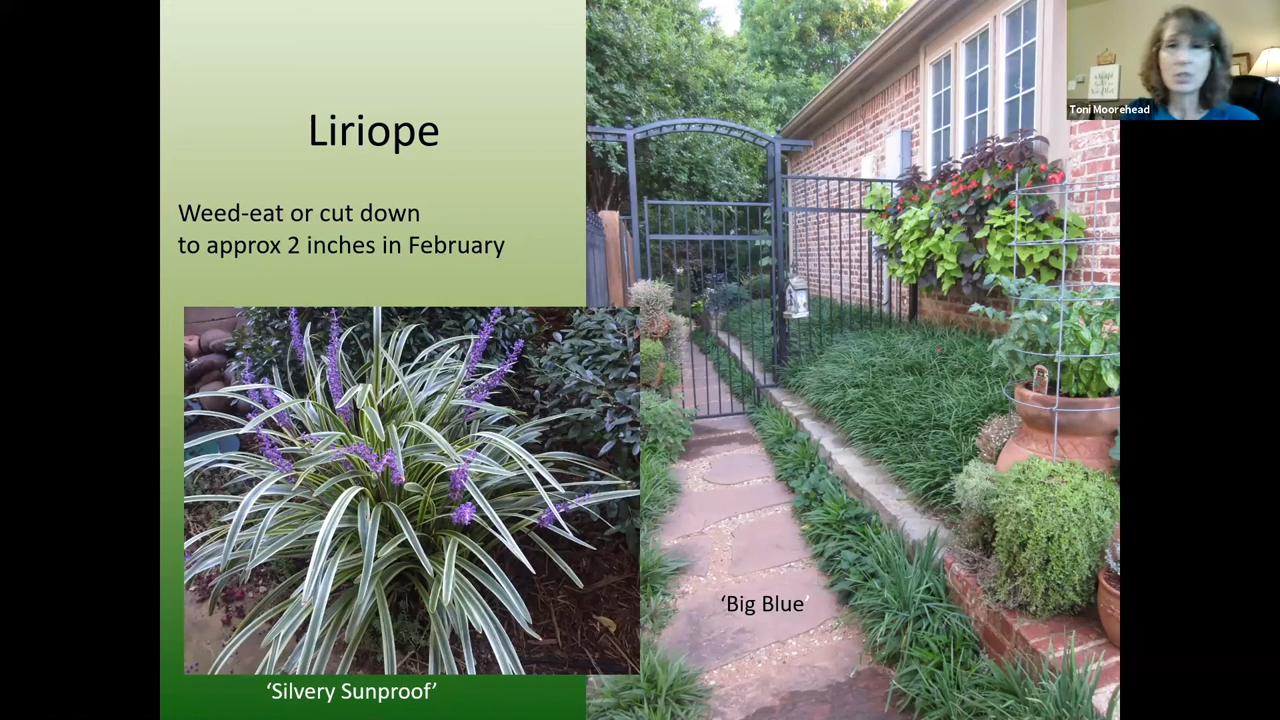 Liriope
Weed-eat or cut down
to approx 2 inches in February
'Silvery Sunproof'
'Big Blue'
Toni Moorehead